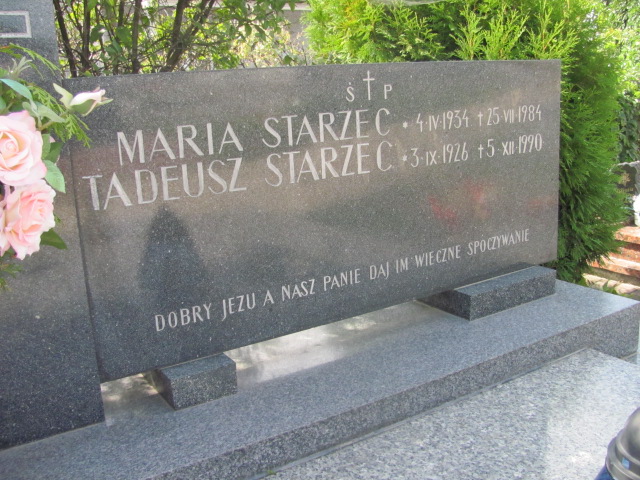 Ś † P
MARIA STARZEC * 4·IV·1934 † 25·VII·1984
TADEUSZ STARZEC * 3·IX·1926 † 5·XII·1990
DOBRY JEZU A NASZ PANIE DAJ IM WIECZNE SPOCZYWANIE